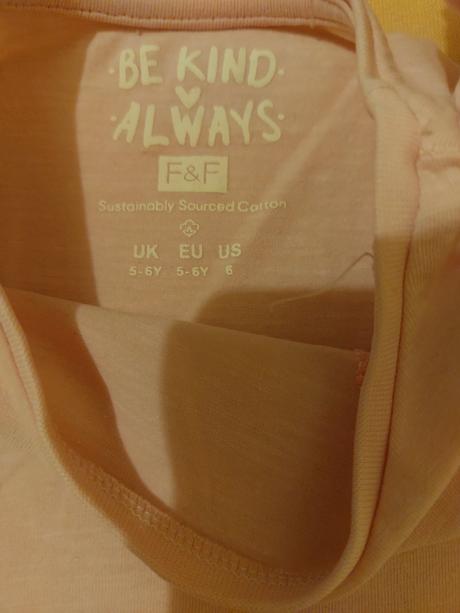 BE KIND
ALWAYS
F&F
Sustainably Sourced Cotton
UK EU US
5-6Y 5-6Y 6